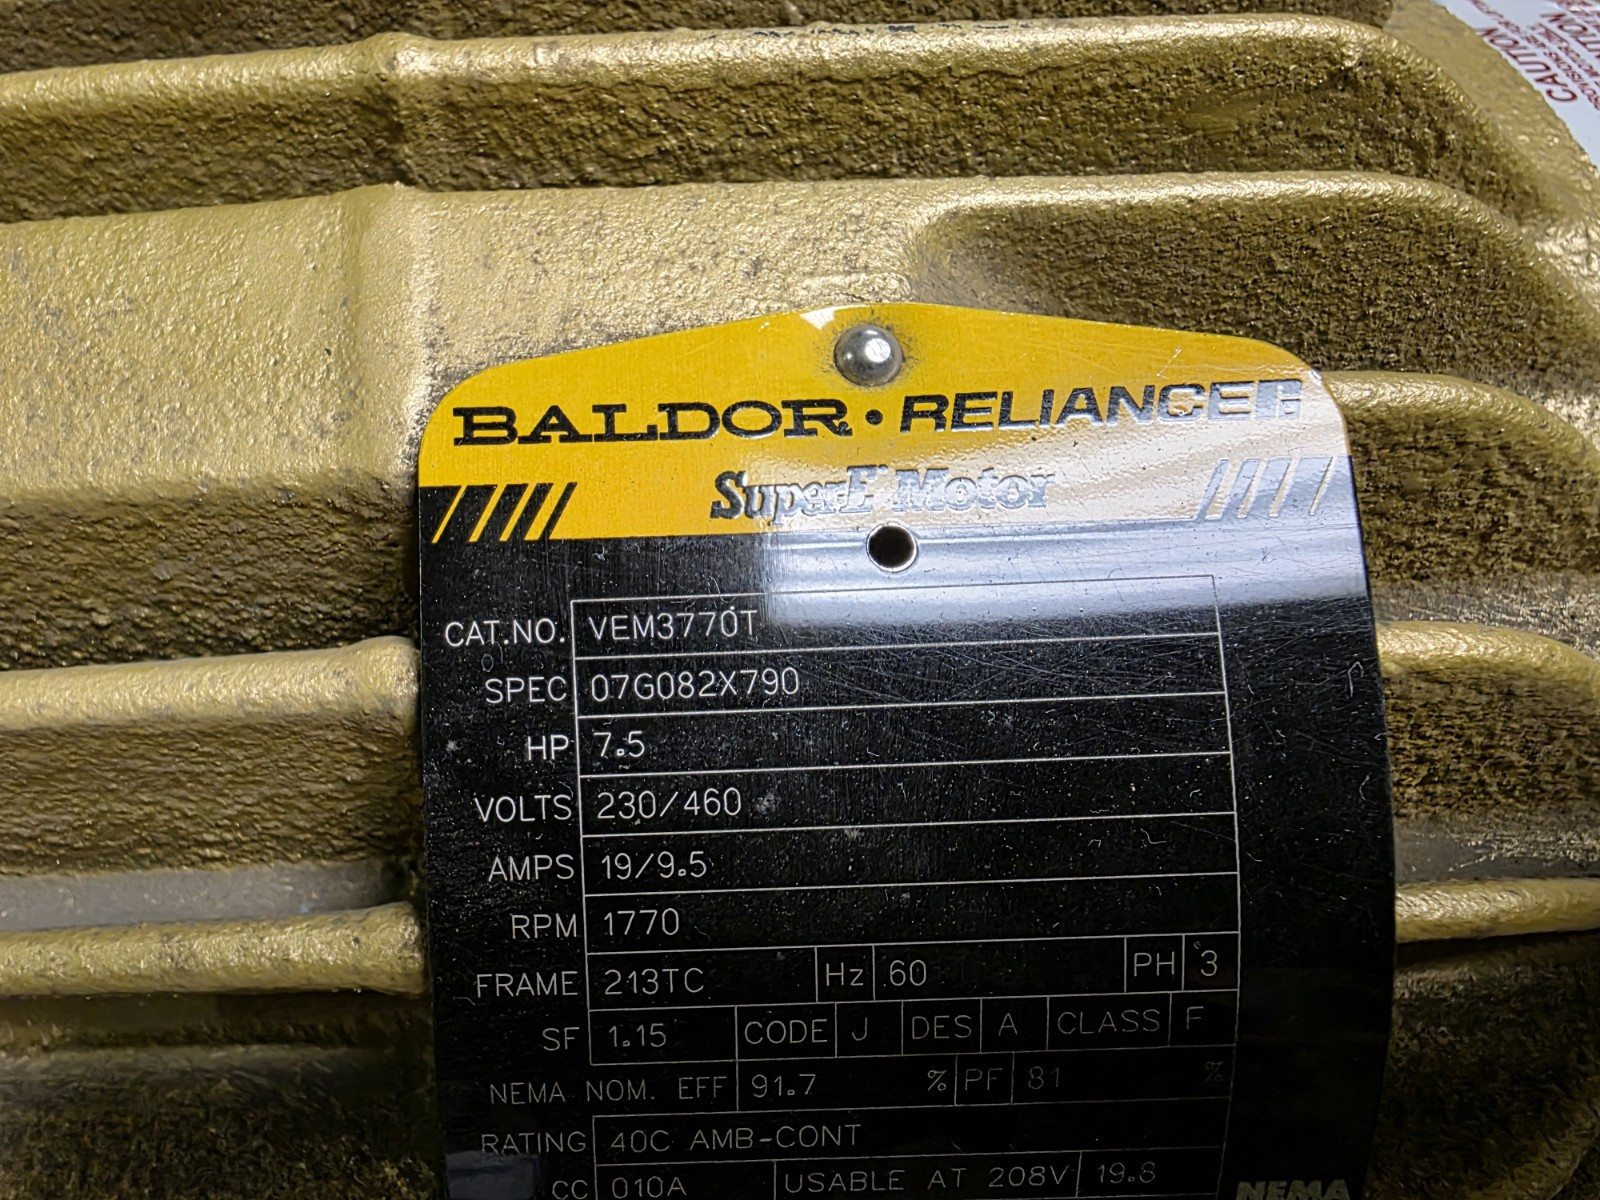 CAUTION
BALDOR • RELIANCER
Super-E Motor
CAT.NO. VEM3770T
SPEC 07G082X790
HP 7.5
VOLTS 230/460
AMPS 19/9.5
RPM 1770
FRAME 213TC Hz 60 PH 3
SF 1.15 CODE J DES A CLASS F
NEMA NOM. EFF 91.7 % PF 81 %
RATING 40C AMB-CONT
CC 010A USABLE AT 208V 19.8
NEMA